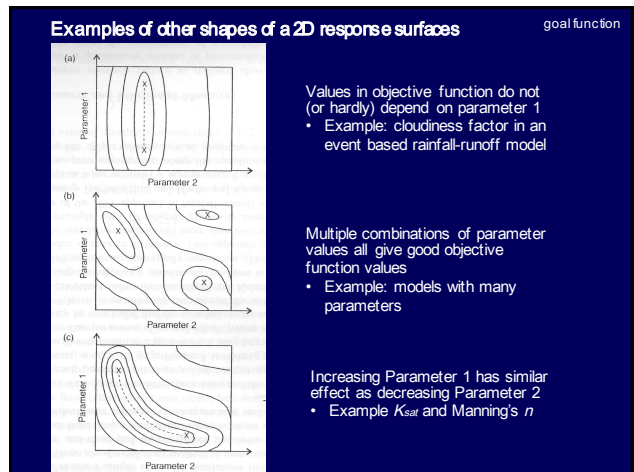 Examples of other shapes of a 2D response surfaces
goal function
(a)
X
X
Parameter 1
Parameter 2
Values in objective function do not
(or hardly) depend on parameter 1
• Example: cloudiness factor in an
event based rainfall-runoff model
(b)
X
X
X
Parameter 1
Parameter 2
Multiple combinations of parameter
values all give good objective
function values
• Example: models with many
parameters
(c)
X
X
Parameter 1
Parameter 2
Increasing Parameter 1 has similar
effect as decreasing Parameter 2
• Example Ksat and Manning's n